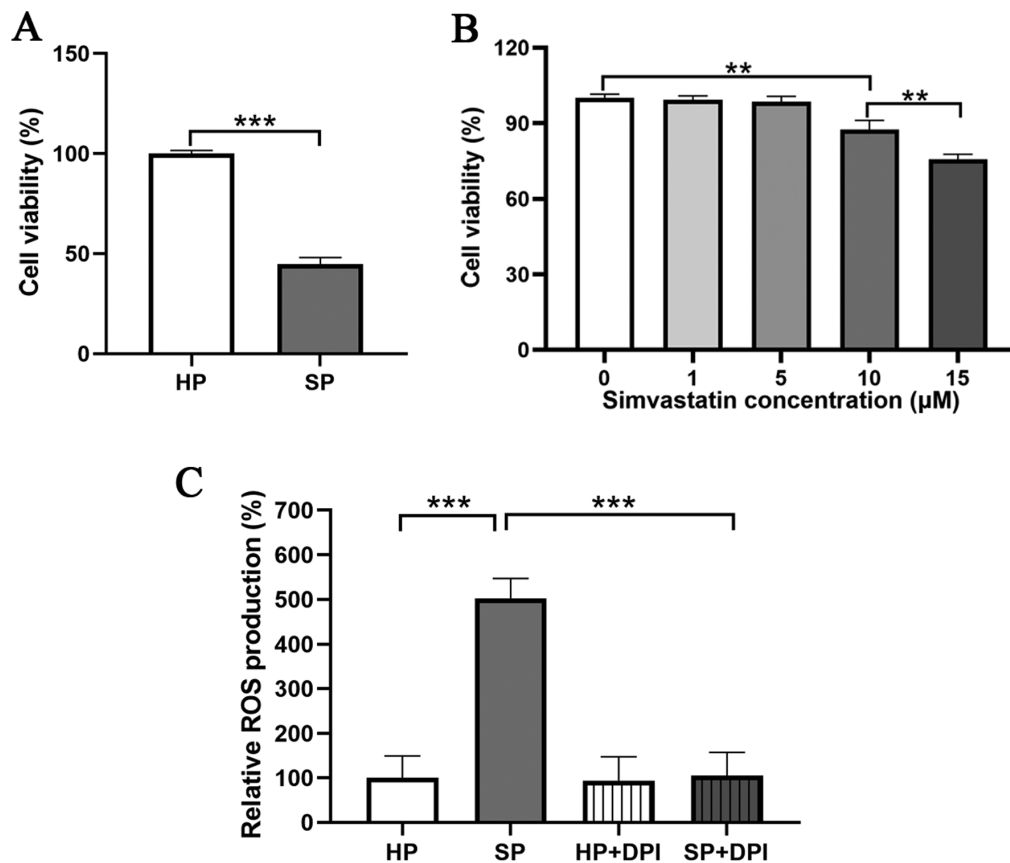 A
Cell viability (%)
150
100
50
0
***
HP SP
B
Cell viability (%)
120
90
60
30
0
**
**
0 1 5 10 15
Simvastatin concentration (μM)
C
Relative ROS production (%)
700
600
500
400
300
200
100
0
***
***
HP SP HP+DPI SP+DPI